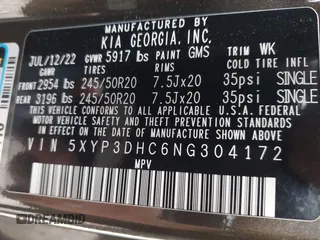 MANUFACTURED BY
KIA GEORGIA, INC.
JUL/12/22 GVWR 5917 lbs PAINT GMS TRIM WK
GAWR TIRES RIMS COLD TIRE INFL
FRONT 2954 lbs 245/50R20 7.5Jx20 35psi SINGLE
REAR 3196 lbs 245/50R20 7.5Jx20 35psi SINGLE
THIS VEHICLE CONFORMS TO ALL APPLICABLE U.S. FEDERAL
MOTOR VEHICLE SAFETY STANDARDS IN EFFECT
ON THE DATE OF MANUFACTURE SHOWN ABOVE.
VIN 5XYP3DHC6NG304172
MPV
DREAMBID